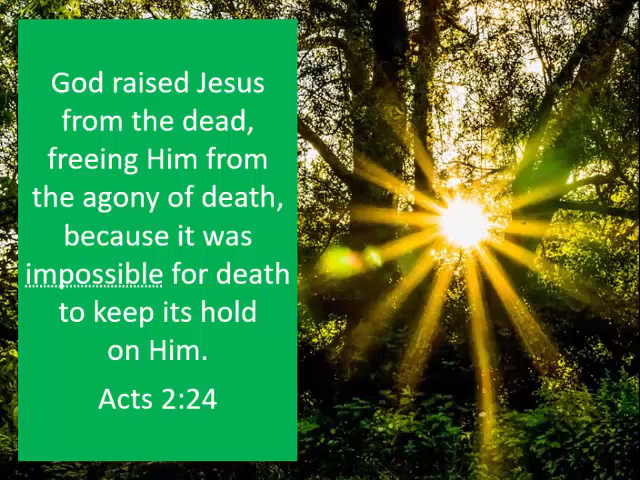 God raised Jesus
from the dead,
freeing Him from
the agony of death,
because it was
impossible for death
to keep its hold
on Him.
Acts 2:24